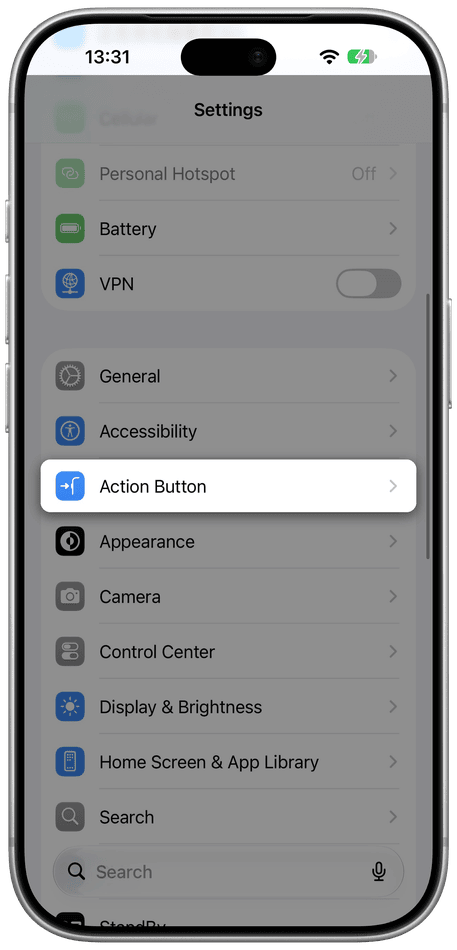 13:31
Settings
Cellular
Personal Hotspot Off
Battery
VPN
General
Accessibility
Action Button
Appearance
Camera
Control Center
Display & Brightness
Home Screen & App Library
Search
Search
StandBy